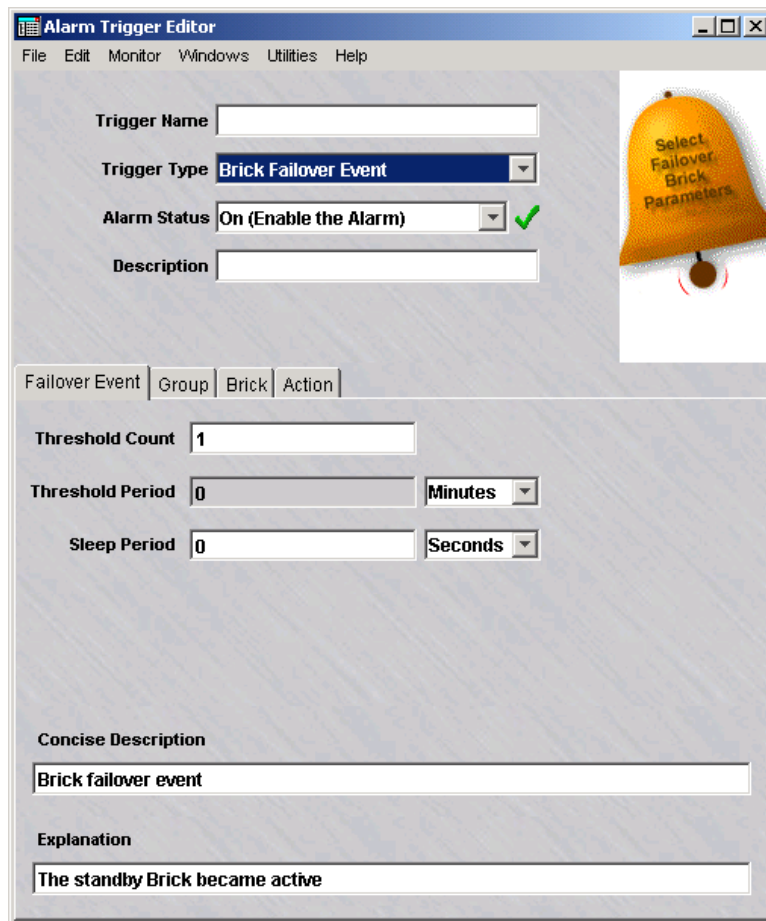 Alarm Trigger Editor
File Edit Monitor Windows Utilities Help
Trigger Name
Trigger Type Brick Failover Event
Alarm Status On (Enable the Alarm)
Description
Select
Failover
Brick
Parameters
Failover Event Group Brick Action
Threshold Count 1
Threshold Period 0 Minutes
Sleep Period 0 Seconds
Concise Description
Brick failover event
Explanation
The standby Brick became active